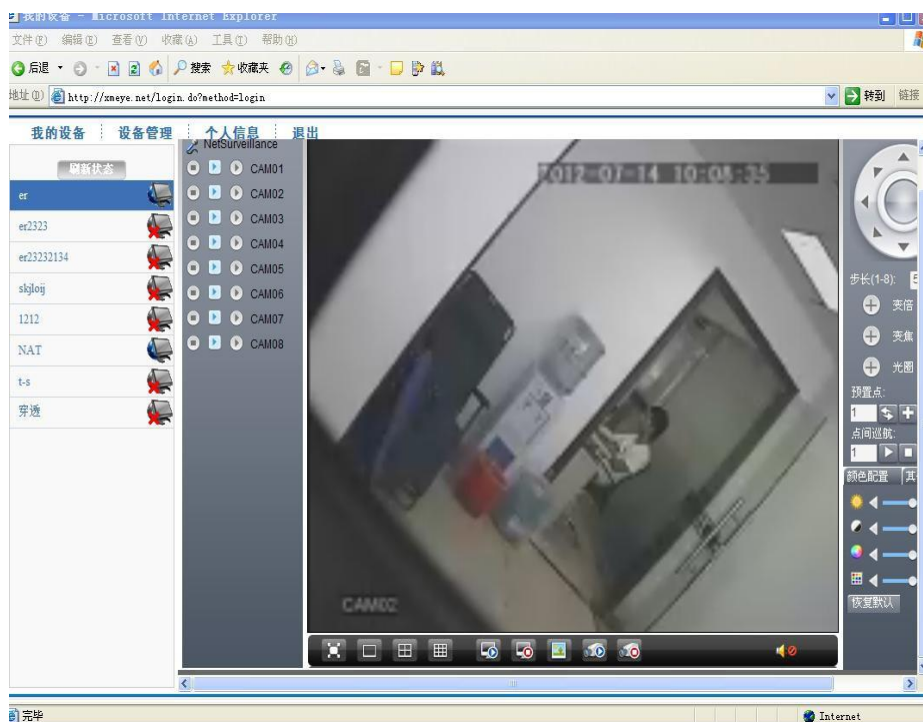 我的设备 - Microsoft Internet Explorer
文件(F) 编辑(E) 查看(V) 收藏(A) 工具(T) 帮助(H)
后退 搜索 收藏夹
地址(D) http://xmeye.net/login.do?method=login 转到 链接
我的设备 设备管理 个人信息 退出
刷新状态
er
er2323
er23232134
skjloij
1212
NAT
t-s
穿透
NetSurveillance
CAM01
CAM02
CAM03
CAM04
CAM05
CAM06
CAM07
CAM08
2012-07-14 10:08:35
CAM02
步长(1-8): 5
变倍
变焦
光圈
预置点:
1
点间巡航:
1
颜色配置 其
恢复默认
完毕 Internet